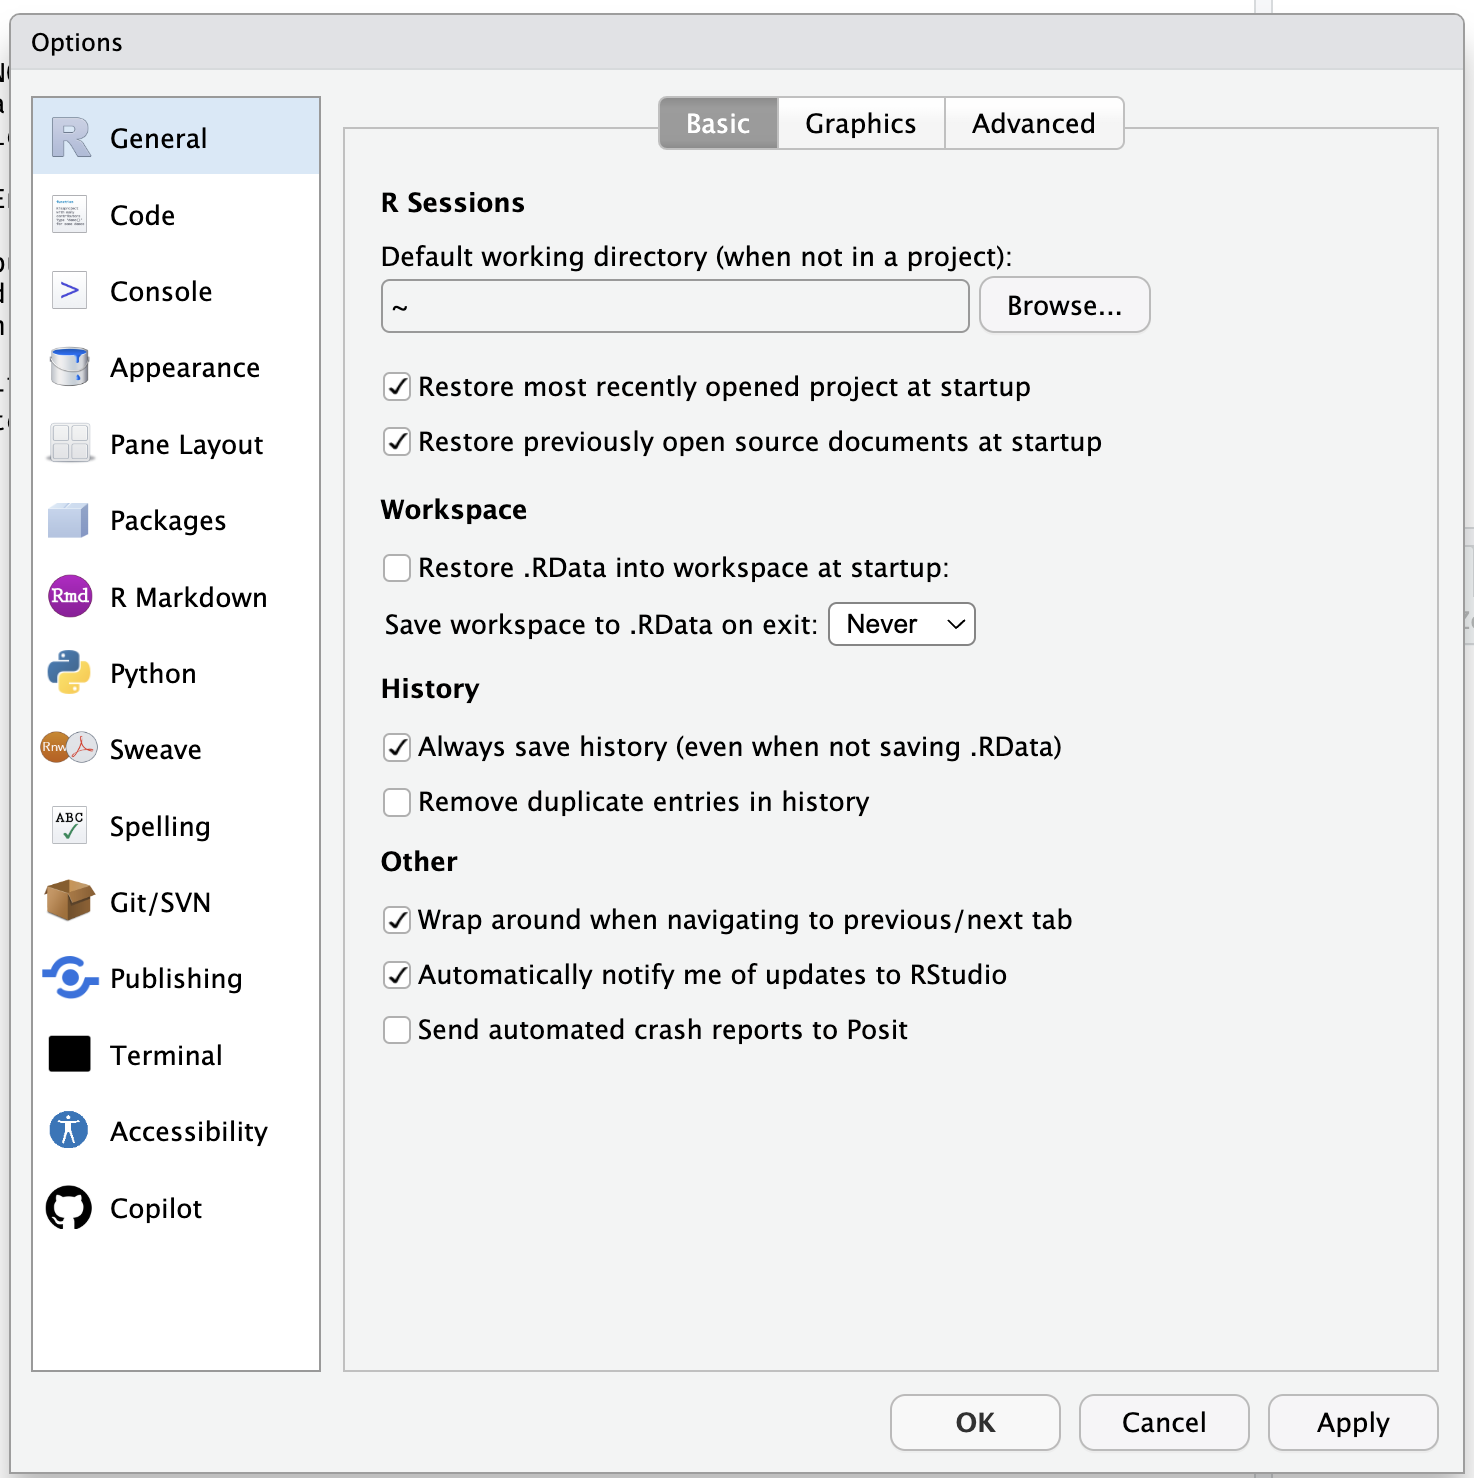 Options
General
Code
Console
Appearance
Pane Layout
Packages
Rmd R Markdown
Python
Rnw Sweave
ABC Spelling
Git/SVN
Publishing
Terminal
Accessibility
Copilot
Basic Graphics Advanced
R Sessions
Default working directory (when not in a project):
~ Browse...
Restore most recently opened project at startup
Restore previously open source documents at startup
Workspace
Restore .RData into workspace at startup:
Save workspace to .RData on exit: Never
History
Always save history (even when not saving .RData)
Remove duplicate entries in history
Other
Wrap around when navigating to previous/next tab
Automatically notify me of updates to RStudio
Send automated crash reports to Posit
OK Cancel Apply